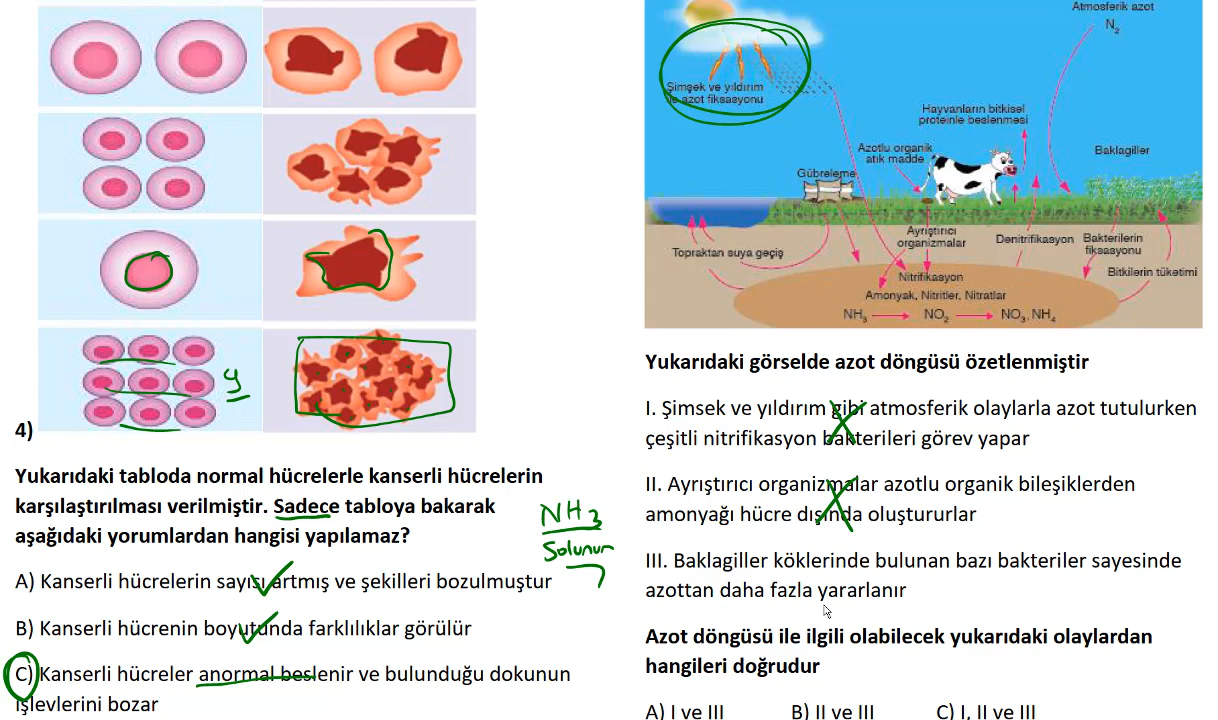 4)
Yukarıdaki tabloda normal hücrelerle kanserli hücrelerin
karşılaştırılması verilmiştir. Sadece tabloya bakarak
aşağıdaki yorumlardan hangisi yapılamaz?
A) Kanserli hücrelerin sayısı artmış ve şekilleri bozulmuştur
B) Kanserli hücrenin boyutunda farklılıklar görülür
C) Kanserli hücreler anormal beslenir ve bulunduğu dokunun
işlevlerini bozar
y
NH3
Solunum
Atmosferik azot
N2
Şimşek ve yıldırım
ile azot fiksasyonu
Hayvanların bitkisel
proteinle beslenmesi
Azotlu organik
atık madde
Baklagiller
Gübreleme
Ayrıştırıcı
organizmalar
Denitrifikasyon
Bakterilerin
fiksasyonu
Topraktan suya geçiş
Bitkilerin tüketimi
Nitrifikasyon
Amonyak, Nitritler, Nitratlar
NH3 → NO2 → NO3, NH4
Yukarıdaki görselde azot döngüsü özetlenmiştir
I. Şimsek ve yıldırım gibi atmosferik olaylarla azot tutulurken
çeşitli nitrifikasyon bakterileri görev yapar
II. Ayrıştırıcı organizmalar azotlu organik bileşiklerden
amonyağı hücre dışında oluştururlar
III. Baklagiller köklerinde bulunan bazı bakteriler sayesinde
azottan daha fazla yararlanır
Azot döngüsü ile ilgili olabilecek yukarıdaki olaylardan
hangileri doğrudur
A) I ve III B) II ve III C) I, II ve III